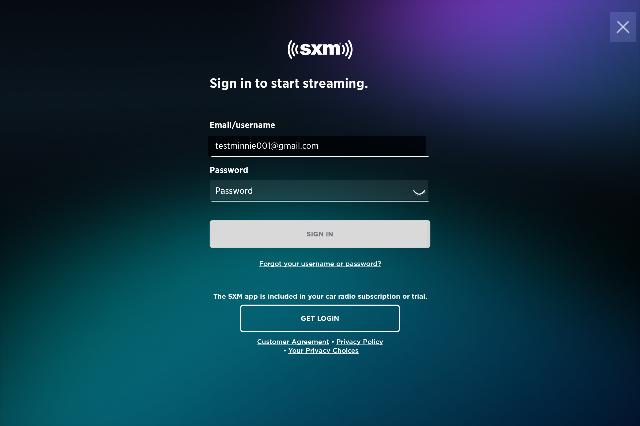 sxm
Sign in to start streaming.
Email/username
testminnie001@gmail.com
Password
Password
SIGN IN
Forgot your username or password?
The SXM app is included in your car radio subscription or trial.
GET LOGIN
Customer Agreement • Privacy Policy
• Your Privacy Choices